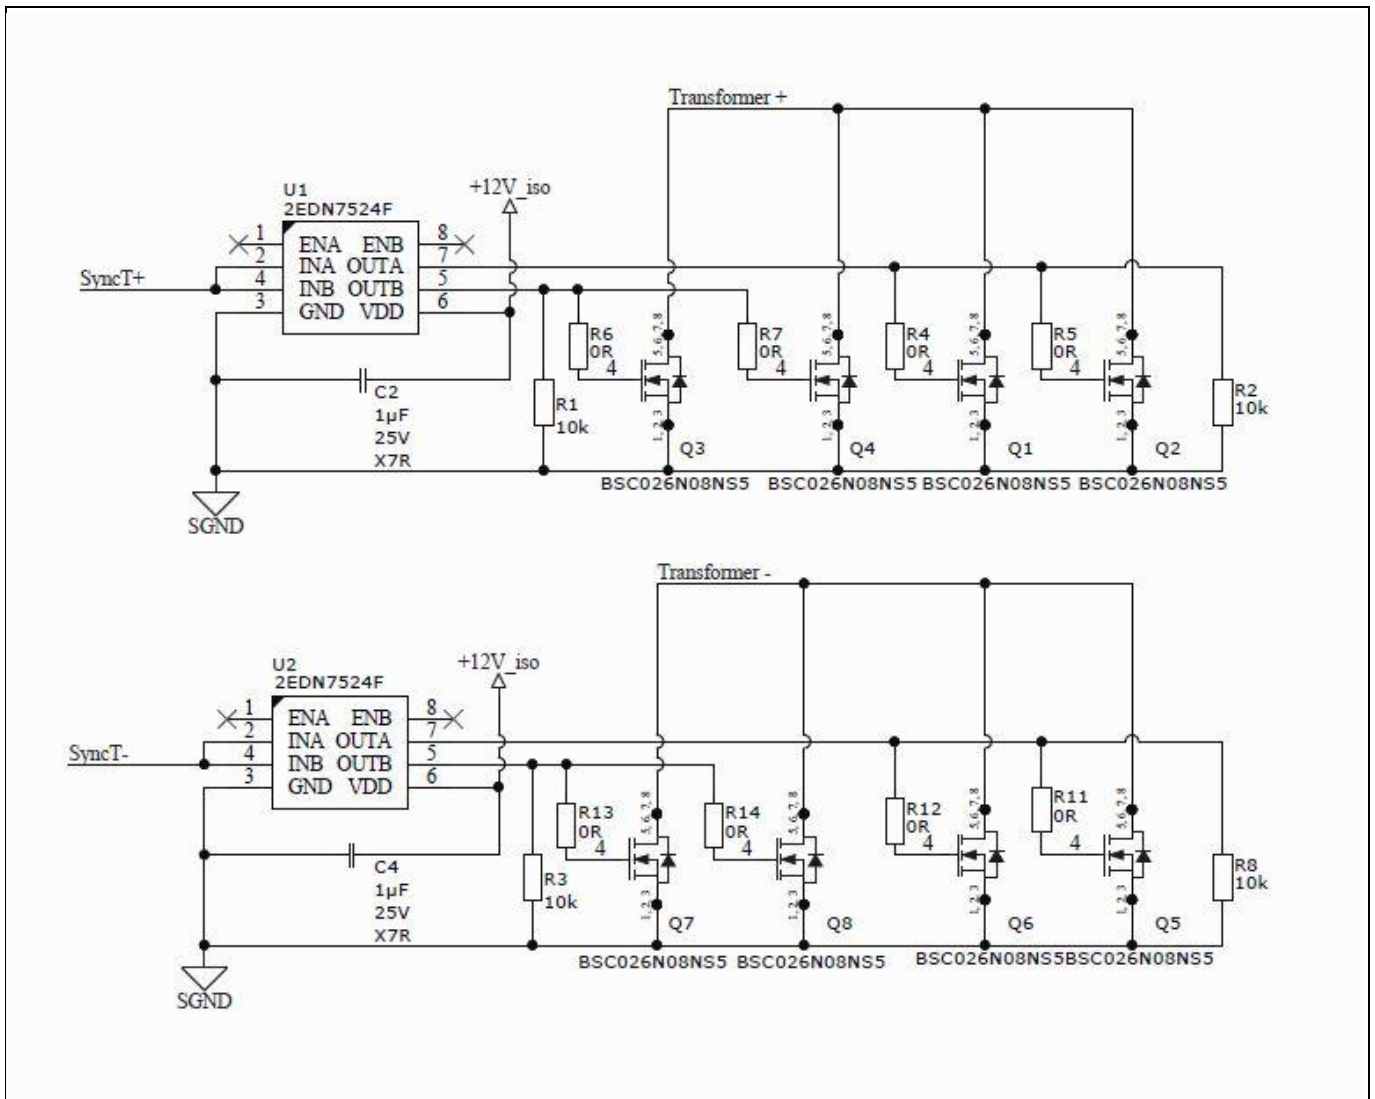 Transformer +
+12V_iso
U1
2EDN7524F
1 ENA ENB 8
2 INA OUTA 7
SyncT+
4 INB OUTB 5
3 GND VDD 6
5, 6, 7, 8 5, 6, 7, 8 5, 6, 7, 8 5, 6, 7, 8
R6 R7 R4 R5
0R 0R 0R 0R
4 4 4 4
C2
1µF
25V
X7R
R1
10k
R2
10k
1, 2, 3 1, 2, 3 1, 2, 3 1, 2, 3
Q3 Q4 Q1 Q2
BSC026N08NS5 BSC026N08NS5 BSC026N08NS5 BSC026N08NS5
SGND
Transformer -
+12V_iso
U2
2EDN7524F
1 ENA ENB 8
2 INA OUTA 7
SyncT-
4 INB OUTB 5
3 GND VDD 6
5, 6, 7, 8 5, 6, 7, 8 5, 6, 7, 8 5, 6, 7, 8
R13 R14 R12 R11
0R 0R 0R 0R
4 4 4 4
C4
1µF
25V
X7R
R3
10k
R8
10k
1, 2, 3 1, 2, 3 1, 2, 3 1, 2, 3
Q7 Q8 Q6 Q5
BSC026N08NS5 BSC026N08NS5 BSC026N08NS5 BSC026N08NS5
SGND